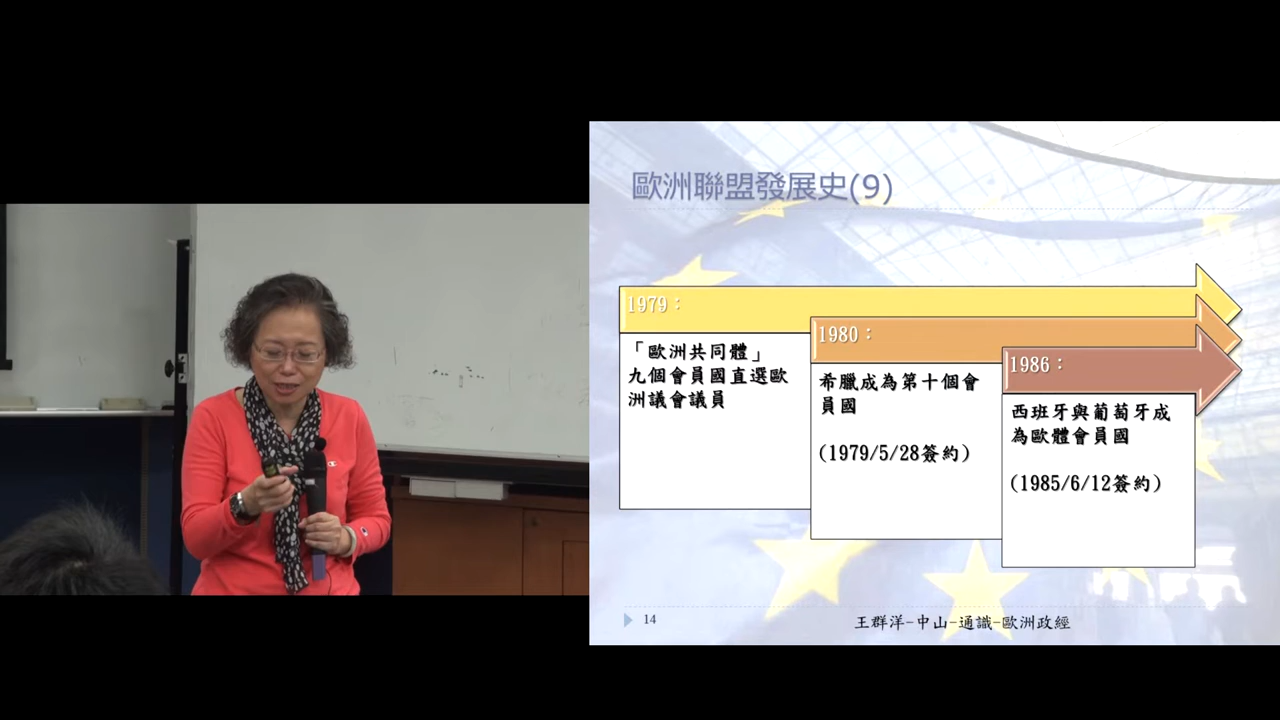 歐洲聯盟發展史(9)
1979：
「歐洲共同體」
九個會員國直選歐
洲議會議員
1980：
希臘成為第十個會
員國
(1979/5/28簽約)
1986：
西班牙與葡萄牙成
為歐體會員國
(1985/6/12簽約)
14
王群洋-中山-通識-歐洲政經